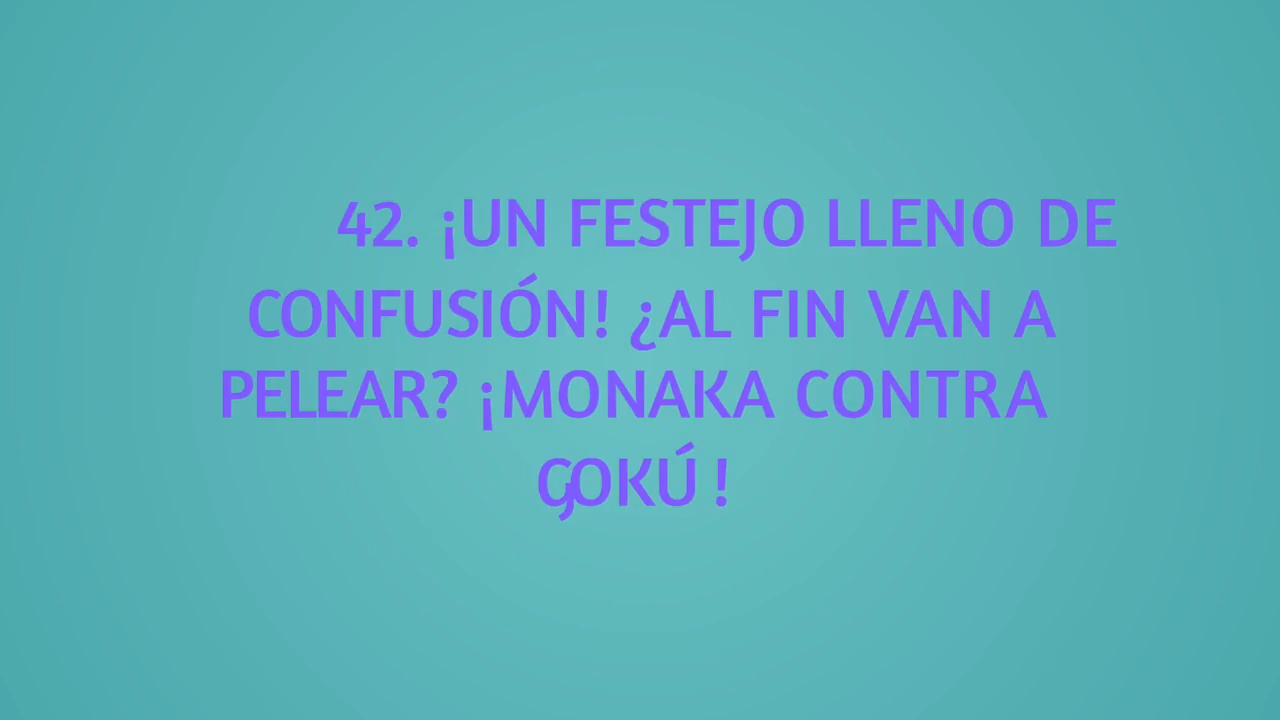 42. ¡UN FESTEJO LLENO DE
CONFUSIÓN! ¿AL FIN VAN A
PELEAR? ¡MONAKA CONTRA
GOKÚ !